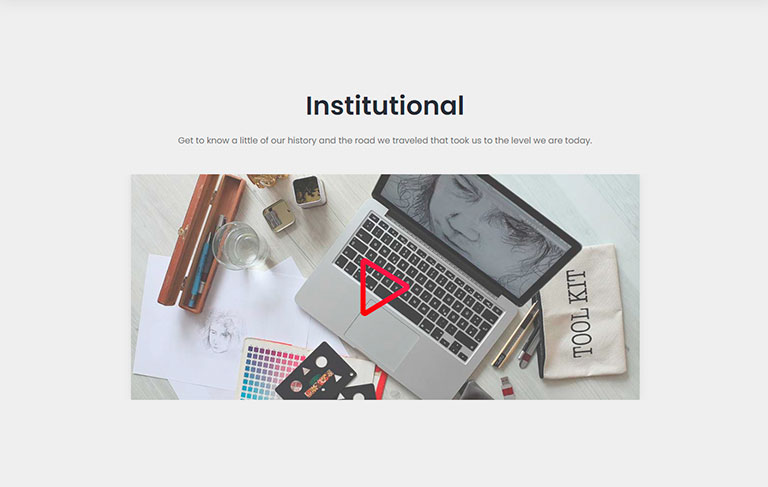 Institutional
Get to know a little of our history and the road we traveled that took us to the level we are today.
TOOL KIT